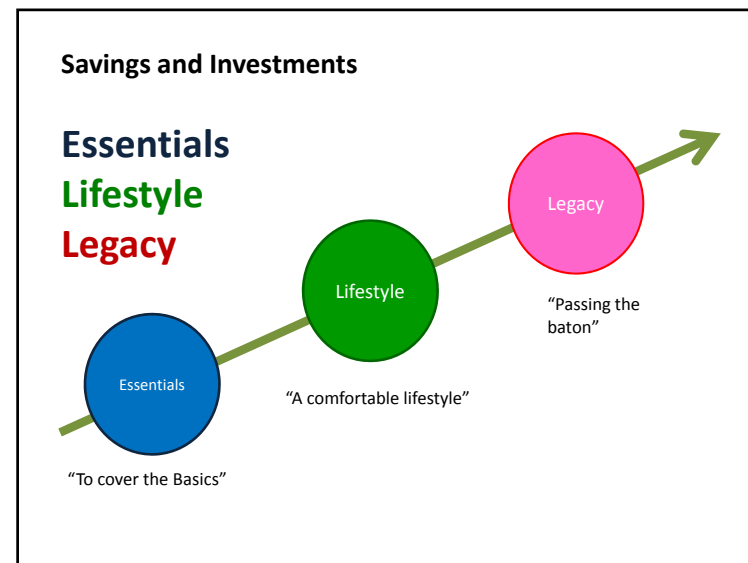 Savings and Investments
Essentials
Lifestyle
Legacy
Legacy
Lifestyle
“Passing the
baton”
Essentials
“A comfortable lifestyle”
“To cover the Basics”